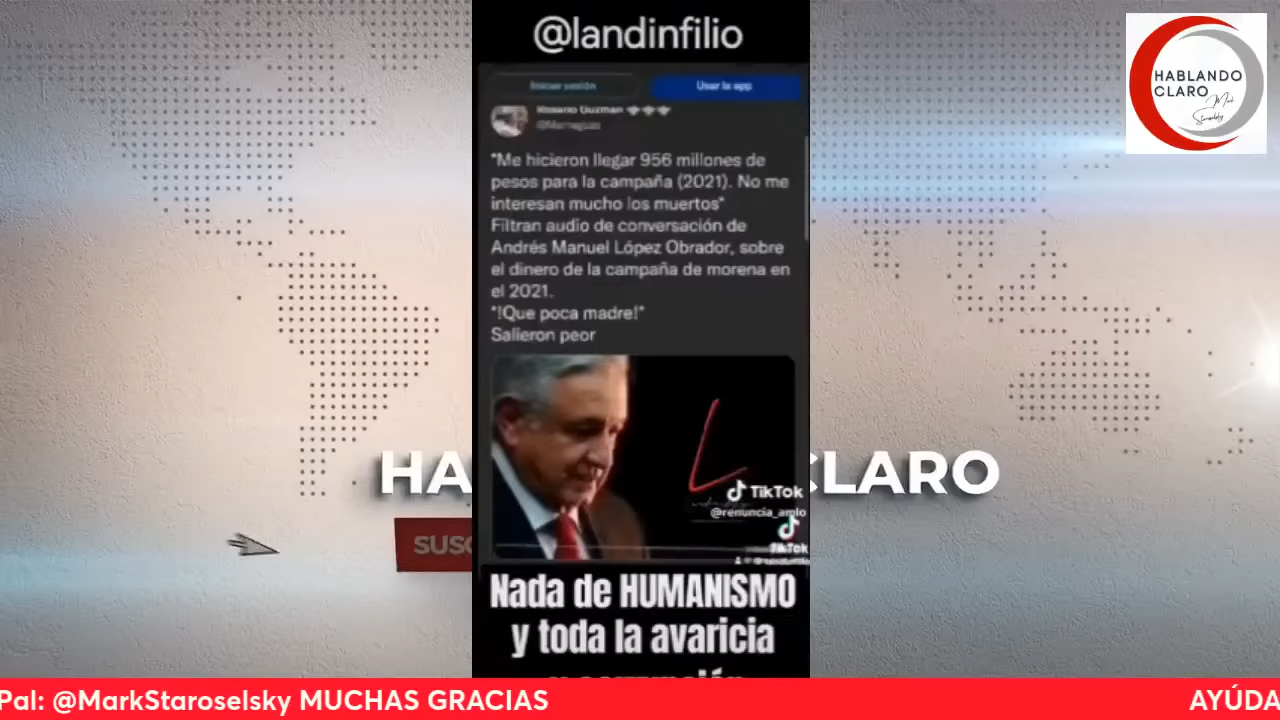 @landinfilio
HABLANDO
CLARO
Mark
Staroselsky
Iniciar sesión
Usar la app
Rosario Guzman
"Me hicieron llegar 956 millones de
pesos para la campaña (2021). No me
interesan mucho los muertos"
Filtran audio de conversación de
Andrés Manuel López Obrador, sobre
el dinero de la campaña de morena en
el 2021.
"!Que poca madre!"
Salieron peor
TikTok
@renuncia_amlo
TikTok
HA
CLARO
SUSC
Nada de HUMANISMO
y toda la avaricia
Pal: @MarkStaroselsky MUCHAS GRACIAS
AYÚDA